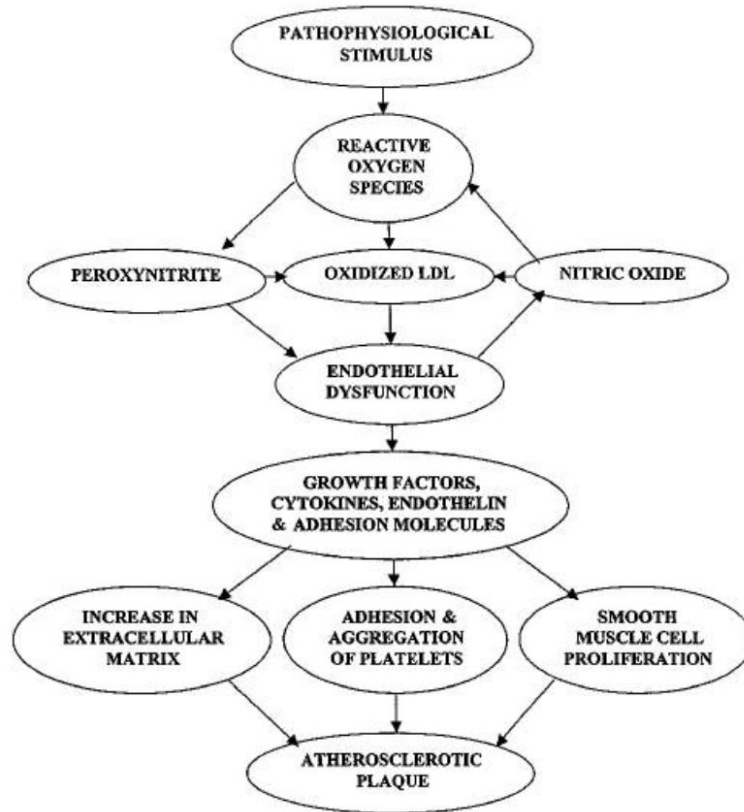 PATHOPHYSIOLOGICAL
STIMULUS
REACTIVE
OXYGEN
SPECIES
PEROXYNITRITE
OXIDIZED LDL
NITRIC OXIDE
ENDOTHELIAL
DYSFUNCTION
GROWTH FACTORS,
CYTOKINES, ENDOTHELIN
& ADHESION MOLECULES
INCREASE IN
EXTRACELLULAR
MATRIX
ADHESION &
AGGREGATION
OF PLATELETS
SMOOTH
MUSCLE CELL
PROLIFERATION
ATHEROSCLEROTIC
PLAQUE